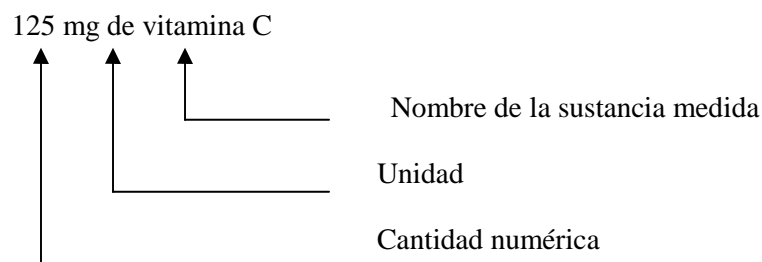 125 mg de vitamina C
Nombre de la sustancia medida
Unidad
Cantidad numérica